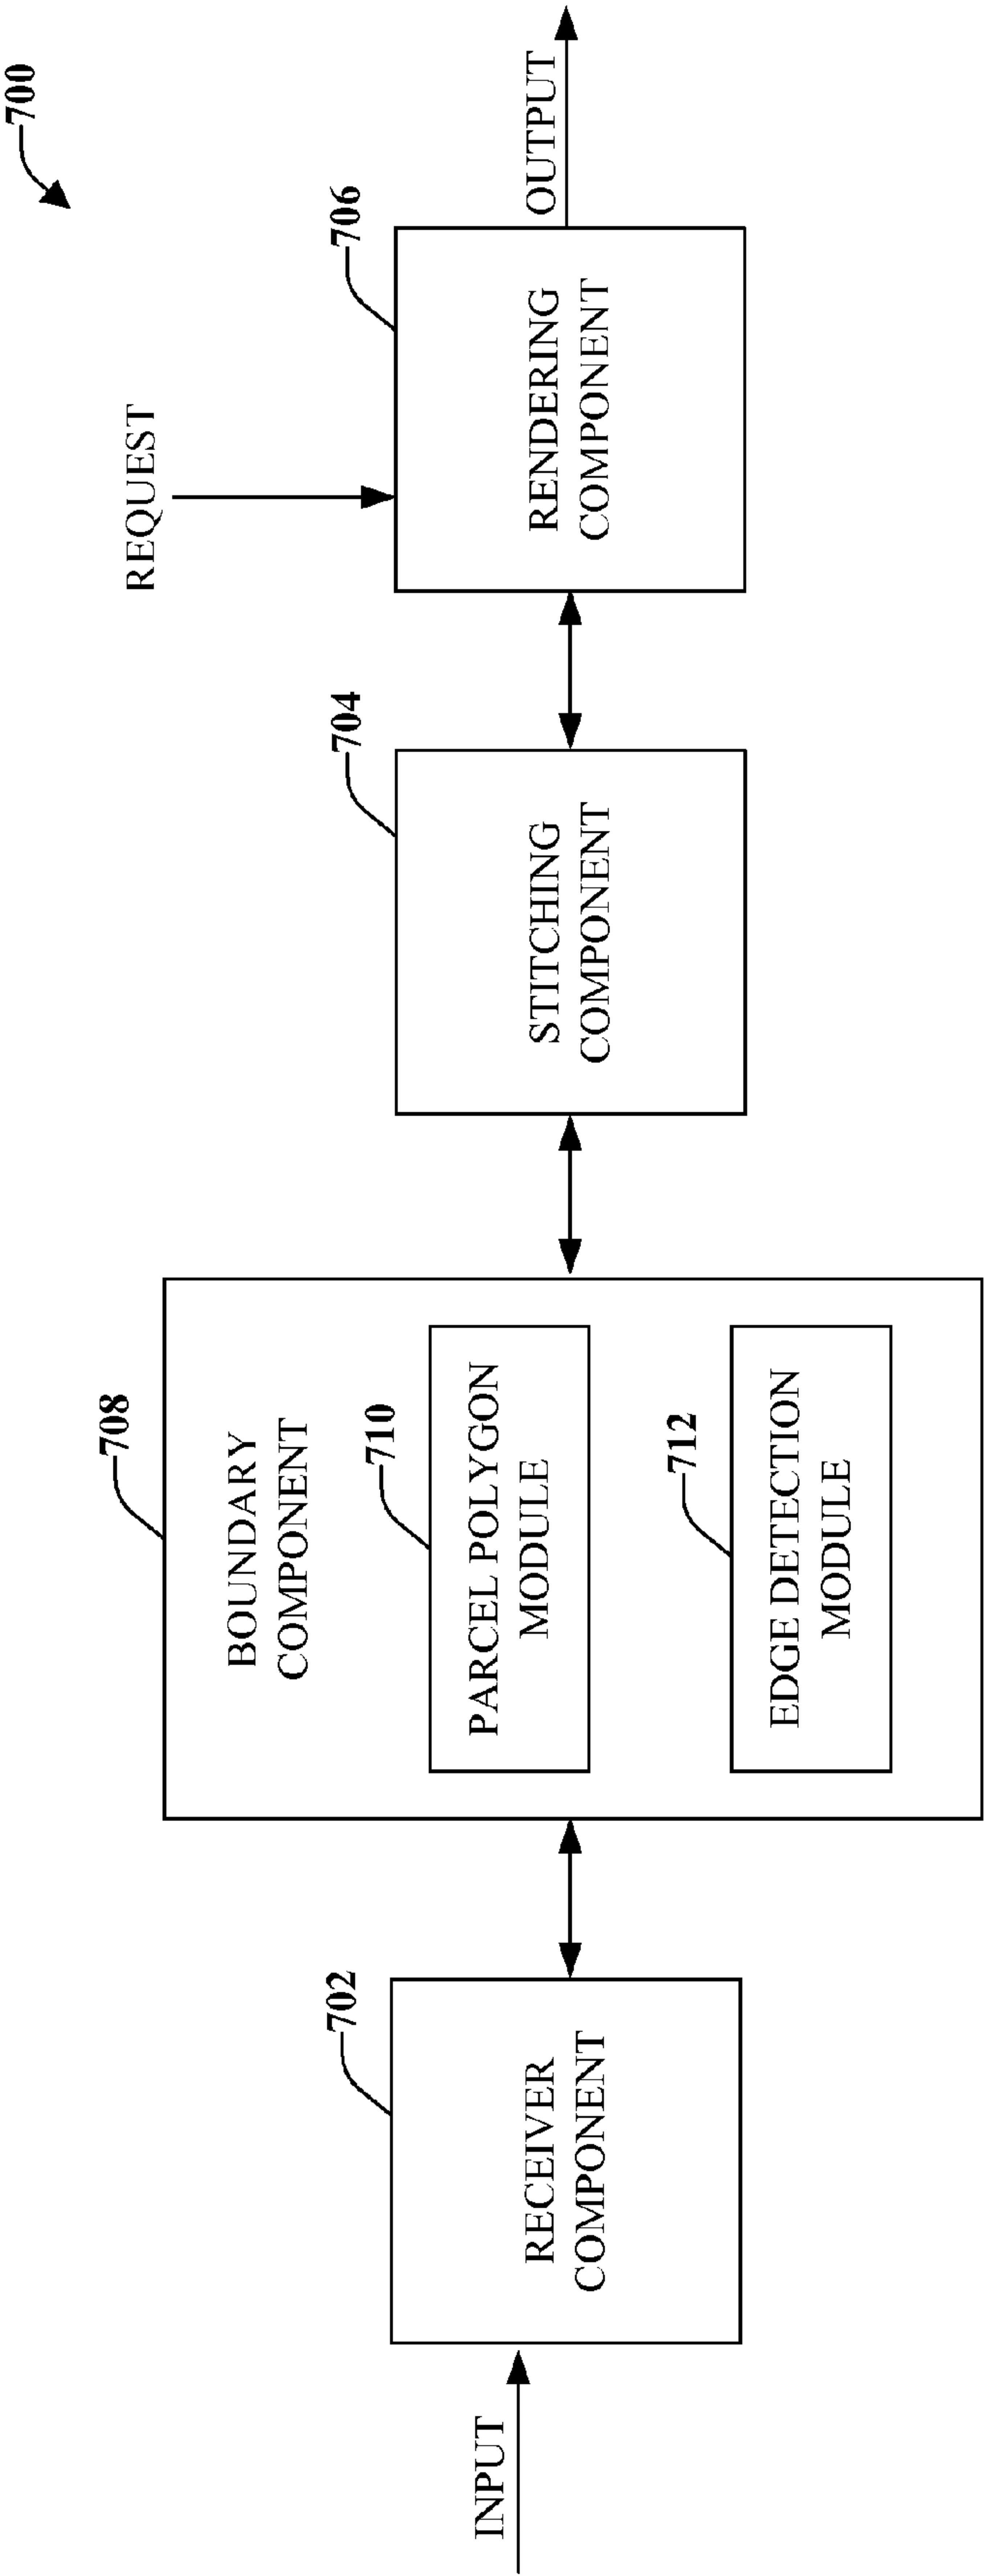 700
INPUT
702
RECEIVER
COMPONENT
708
BOUNDARY
COMPONENT
710
PARCEL POLYGON
MODULE
712
EDGE DETECTION
MODULE
704
STITCHING
COMPONENT
REQUEST
706
RENDERING
COMPONENT
OUTPUT